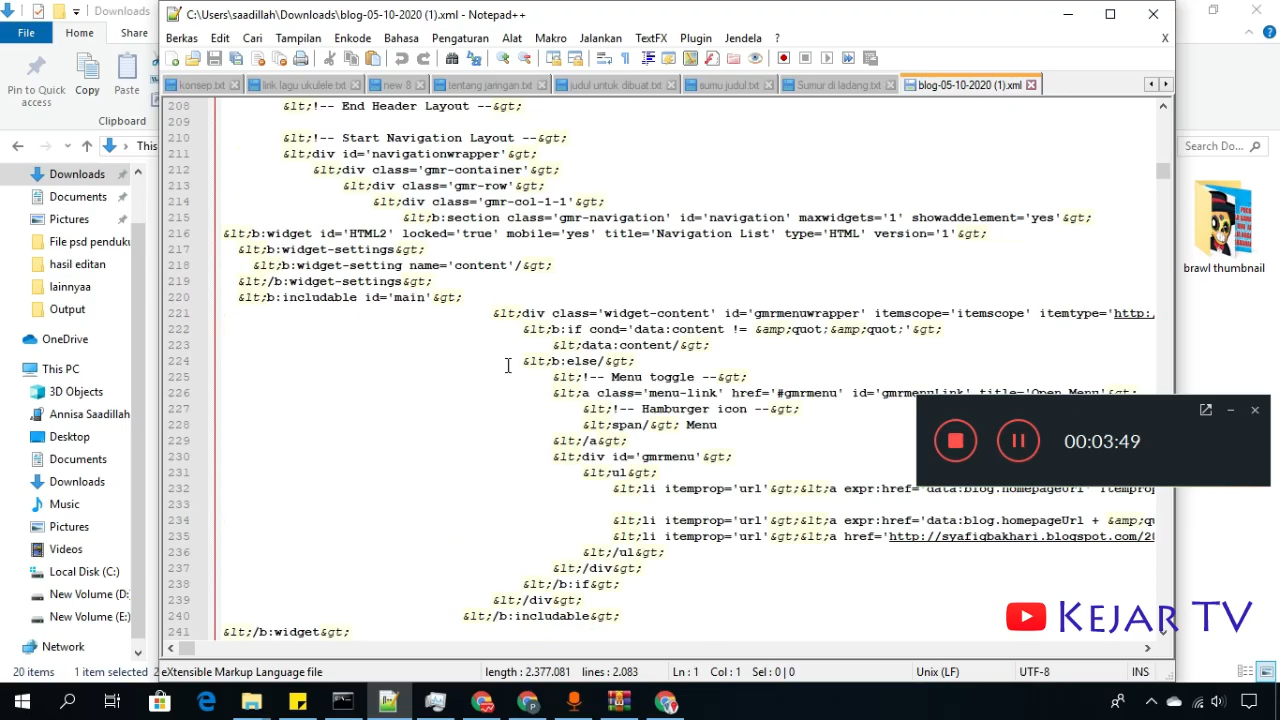 C:\Users\saadillah\Downloads\blog-05-10-2020 (1).xml - Notepad++
File
Home
Share
Pin to Quick access
Copy
Paste
Clipboard
This
Downloads
Search Do...
Berkas Edit Cari Tampilan Enkode Bahasa Pengaturan Alat Makro Jalankan TextFX Plugin Jendela ? X
konsep.txt
link lagu ukulele.txt
new 8
tentang jaringan.txt
judul untuk dibuat.txt
sumu judul.txt
Sumur di ladang.txt
blog-05-10-2020 (1).xml
208 &lt;!-- End Header Layout --&gt;
209
210 &lt;!-- Start Navigation Layout --&gt;
211 &lt;div id='navigationwrapper'&gt;
212 &lt;div class='gmr-container'&gt;
213 &lt;div class='gmr-row'&gt;
214 &lt;div class='gmr-col-1-1'&gt;
215 &lt;b:section class='gmr-navigation' id='navigation' maxwidgets='1' showaddelement='yes'&gt;
216 &lt;b:widget id='HTML2' locked='true' mobile='yes' title='Navigation List' type='HTML' version='1'&gt;
217 &lt;b:widget-settings&gt;
218 &lt;b:widget-setting name='content'/&gt;
219 &lt;/b:widget-settings&gt;
220 &lt;b:includable id='main'&gt;
221 &lt;div class='widget-content' id='gmrmenuwrapper' itemscope='itemscope' itemtype='http:
222 &lt;b:if cond='data:content != &amp;quot;&amp;quot;'&gt;
223 &lt;data:content/&gt;
224 &lt;b:else/&gt;
225 &lt;!-- Menu toggle --&gt;
226 &lt;a class='menu-link' href='#gmrmenu' id='gmrmenuLink' title='Open Menu'&gt;
227 &lt;!-- Hamburger icon --&gt;
228 &lt;span/&gt; Menu
229 &lt;/a&gt;
230 &lt;div id='gmrmenu'&gt;
231 &lt;ul&gt;
232 &lt;li itemprop='url'&gt;&lt;a expr:href='data:blog.homepageUrl' itemprop
233
234 &lt;li itemprop='url'&gt;&lt;a expr:href='data:blog.homepageUrl + &amp;qu
235 &lt;li itemprop='url'&gt;&lt;a href='http://syafiqbakhari.blogspot.com/20
236 &lt;/ul&gt;
237 &lt;/div&gt;
238 &lt;/b:if&gt;
239 &lt;/div&gt;
240 &lt;/b:includable&gt;
241 &lt;/b:widget&gt;
Downloads
Documents
Pictures
File psd penduku
hasil editan
lainnyaa
Output
OneDrive
This PC
3D Objects
Annisa Saadillah
Desktop
Documents
Downloads
Music
Pictures
Videos
Local Disk (C:)
New Volume (D:
New Volume (E:)
Network
brawl thumbnail
00:03:49
KEJAR TV
20 items
1 item selected 2
eXtensible Markup Language file
length : 2.377.081 lines : 2.083
Ln : 1 Col : 1 Sel : 0 | 0
Unix (LF)
UTF-8
INS